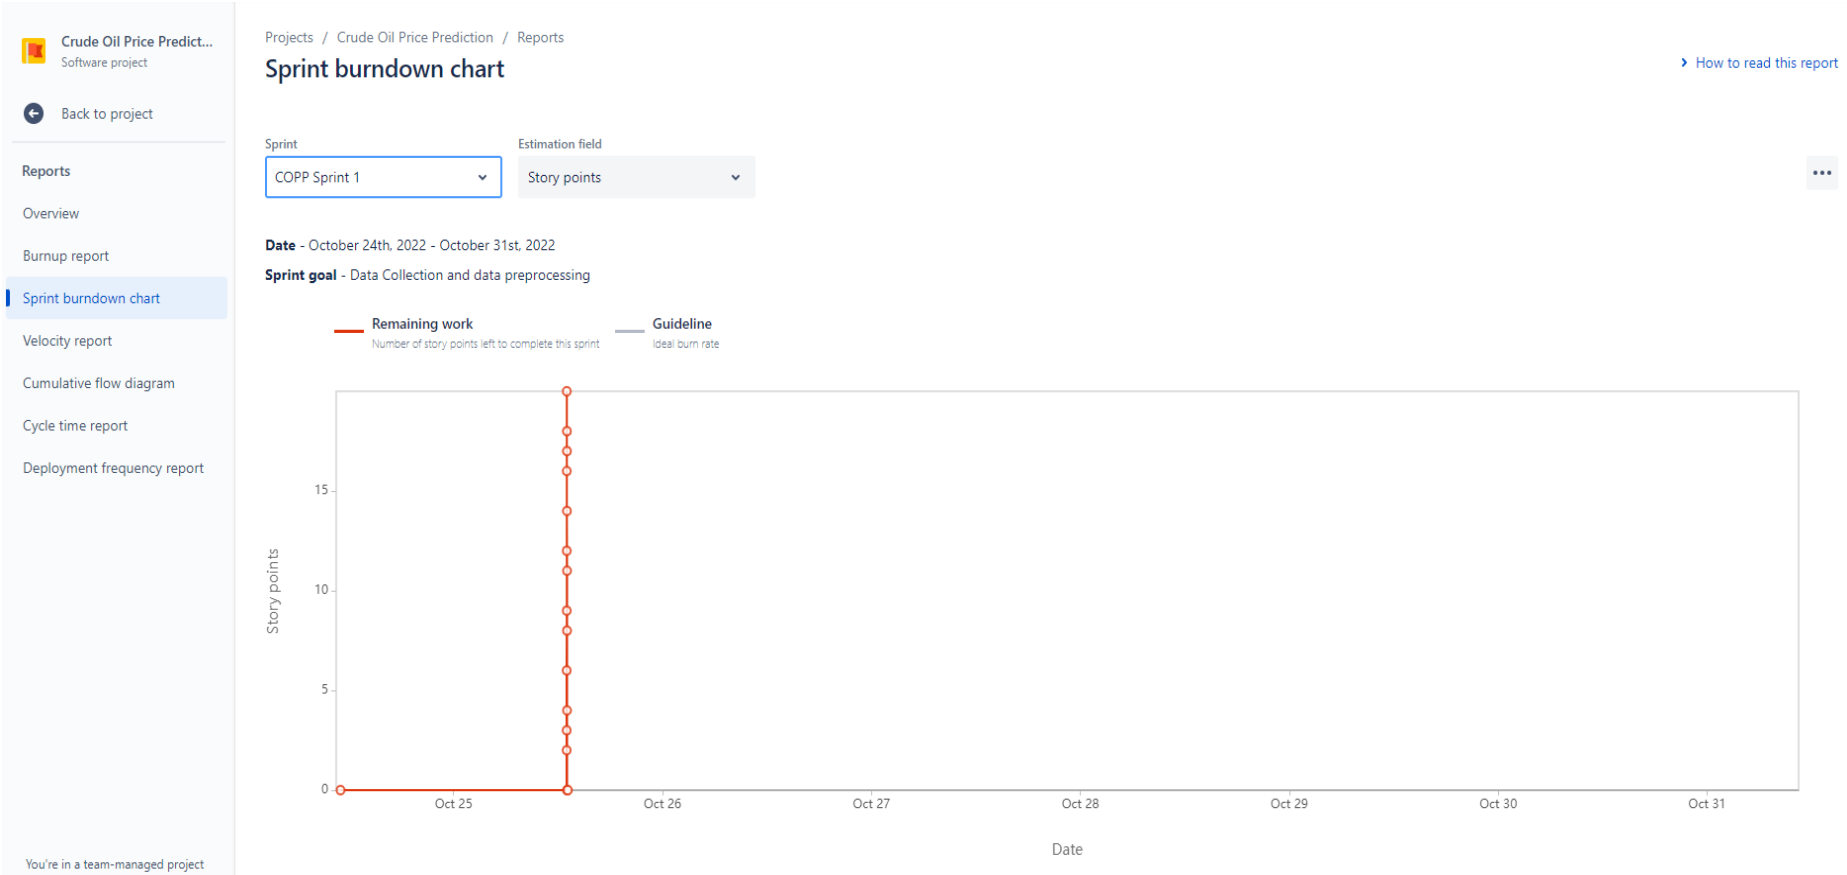 Crude Oil Price Predict...
Software project
Back to project
Reports
Overview
Burnup report
Sprint burndown chart
Velocity report
Cumulative flow diagram
Cycle time report
Deployment frequency report
You're in a team-managed project
Projects / Crude Oil Price Prediction / Reports
Sprint burndown chart
How to read this report
Sprint
COPP Sprint 1
Estimation field
Story points
Date - October 24th, 2022 - October 31st, 2022
Sprint goal - Data Collection and data preprocessing
Remaining work
Number of story points left to complete this sprint
Guideline
Ideal burn rate
Story points
15
10
5
0
Oct 25 Oct 26 Oct 27 Oct 28 Oct 29 Oct 30 Oct 31
Date